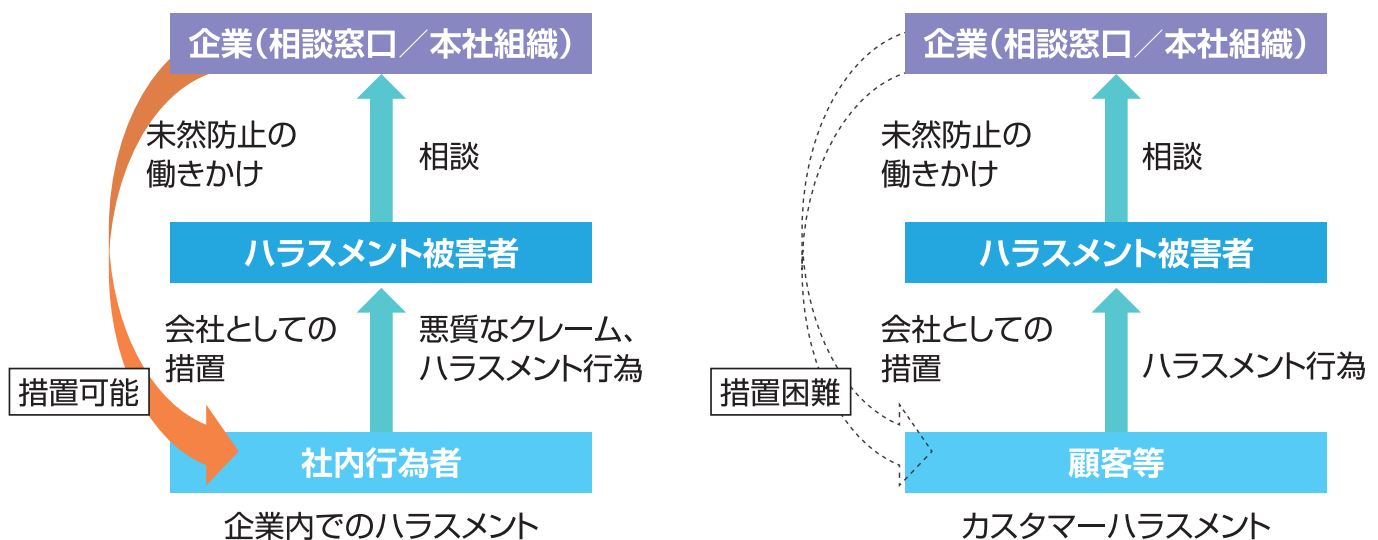 企業（相談窓口／本社組織）
未然防止の
働きかけ
相談
ハラスメント被害者
会社としての
措置
悪質なクレーム、
ハラスメント行為
措置可能
社内行為者
企業内でのハラスメント
企業（相談窓口／本社組織）
未然防止の
働きかけ
相談
ハラスメント被害者
会社としての
措置
ハラスメント行為
措置困難
顧客等
カスタマーハラスメント